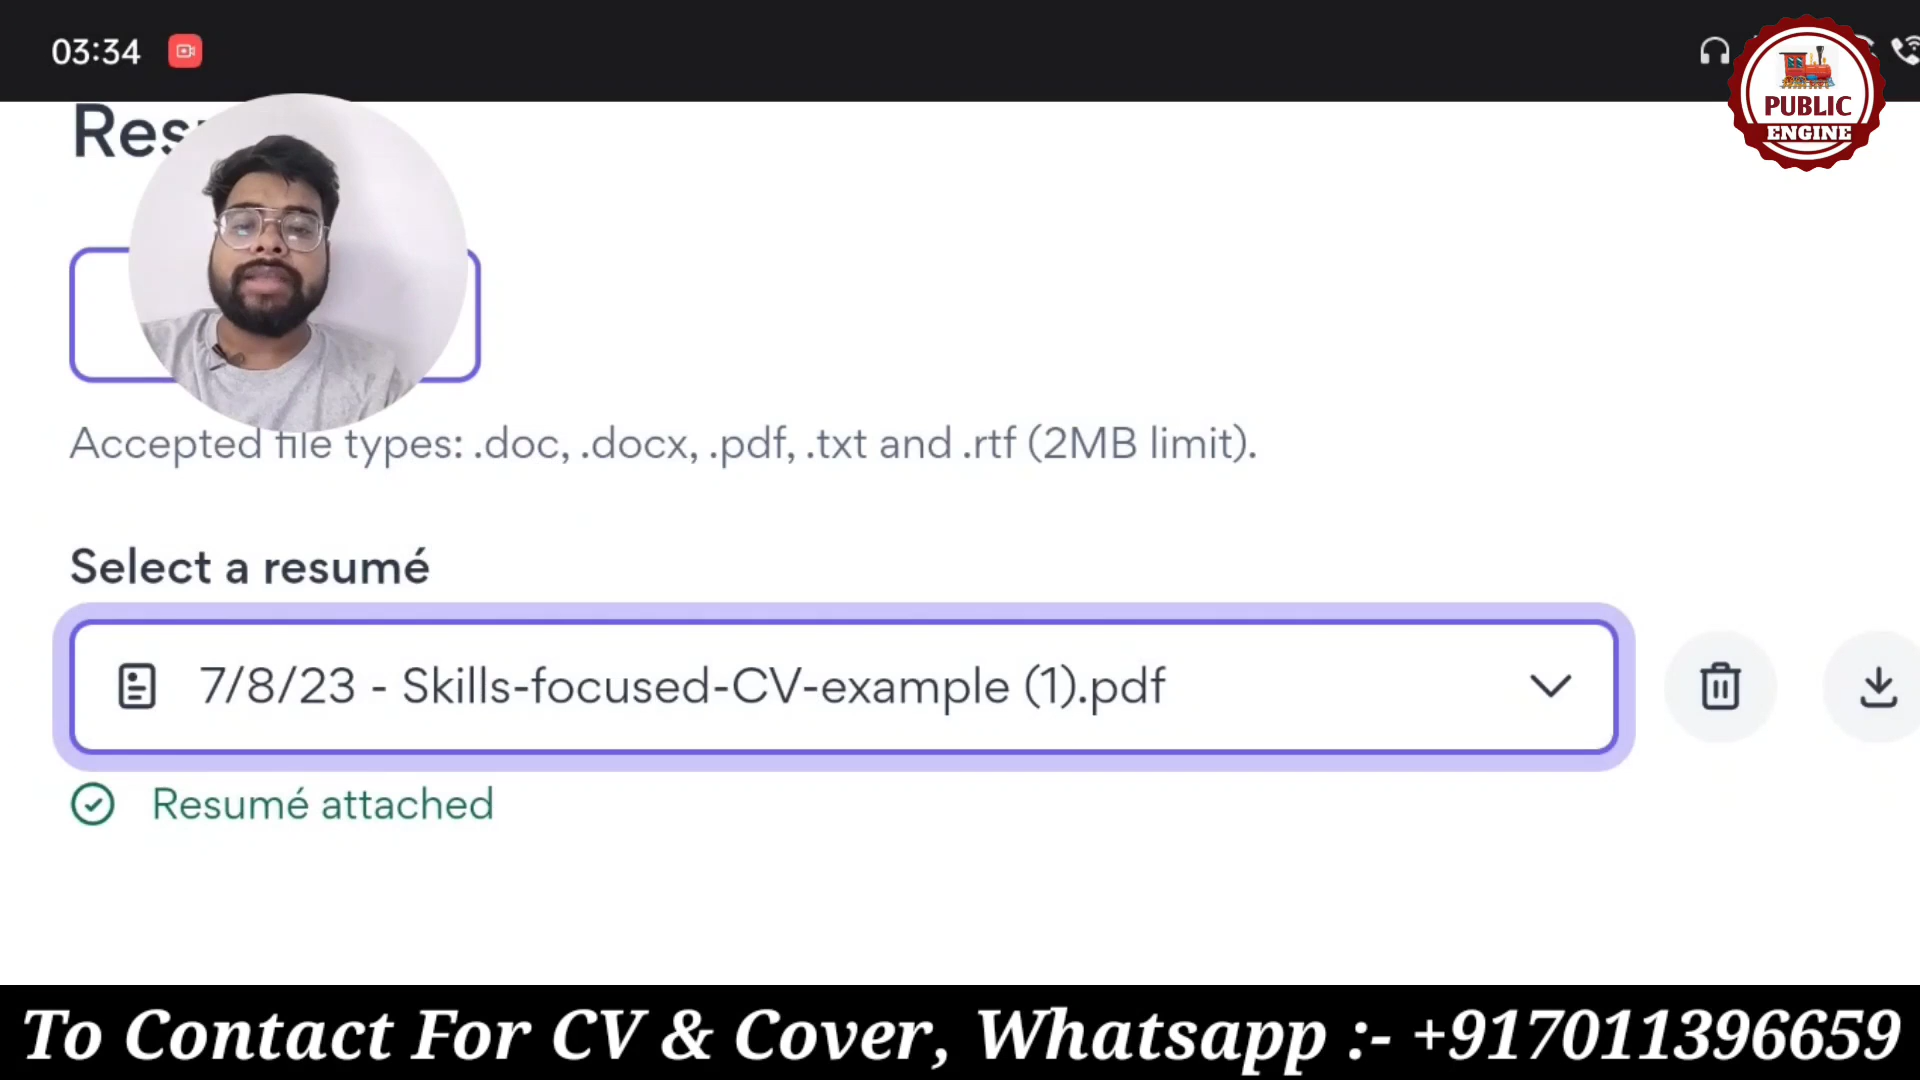 03:34
PUBLIC
ENGINE
Accepted file types: .doc, .docx, .pdf, .txt and .rtf (2MB limit).
Select a resumé
7/8/23 - Skills-focused-CV-example (1).pdf
Resumé attached
To Contact For CV & Cover, Whatsapp :- +917011396659